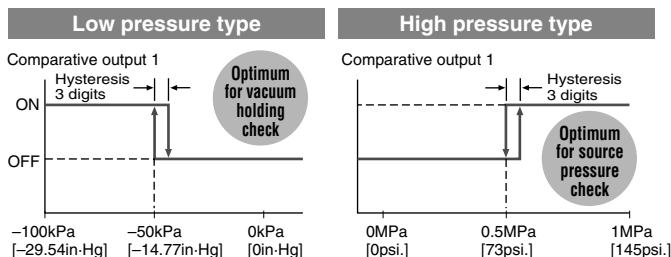 Low pressure type
Comparative output 1
Hysteresis
3 digits
Optimum
for vacuum
holding
check
ON
OFF
–100kPa
[–29.54in·Hg]
–50kPa
[–14.77in·Hg]
0kPa
[0in·Hg]
High pressure type
Comparative output 1
Hysteresis
3 digits
Optimum
for source
pressure
check
0MPa
[0psi.]
0.5MPa
[73psi.]
1MPa
[145psi.]